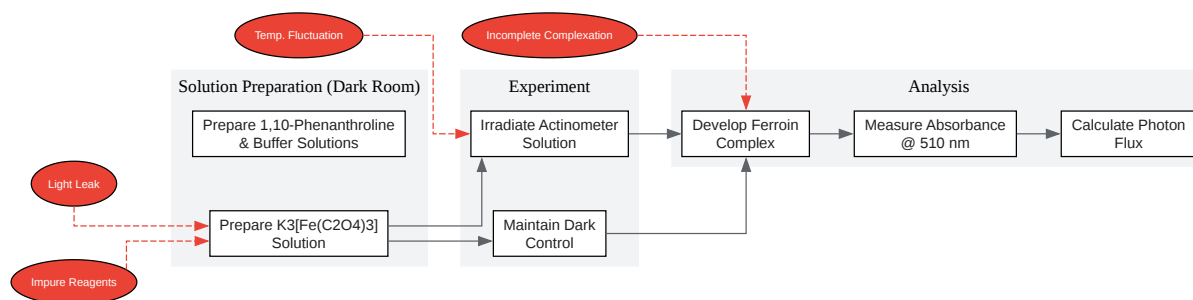 Temp. Fluctuation
Incomplete Complexation
Solution Preparation (Dark Room)
Experiment
Analysis
Prepare 1,10-Phenanthroline
& Buffer Solutions
Irradiate Actinometer
Solution
Develop Ferroin
Complex
Measure Absorbance
@ 510 nm
Calculate Photon
Flux
Light Leak
Prepare K3[Fe(C2O4)3]
Solution
Maintain Dark
Control
Impure Reagents